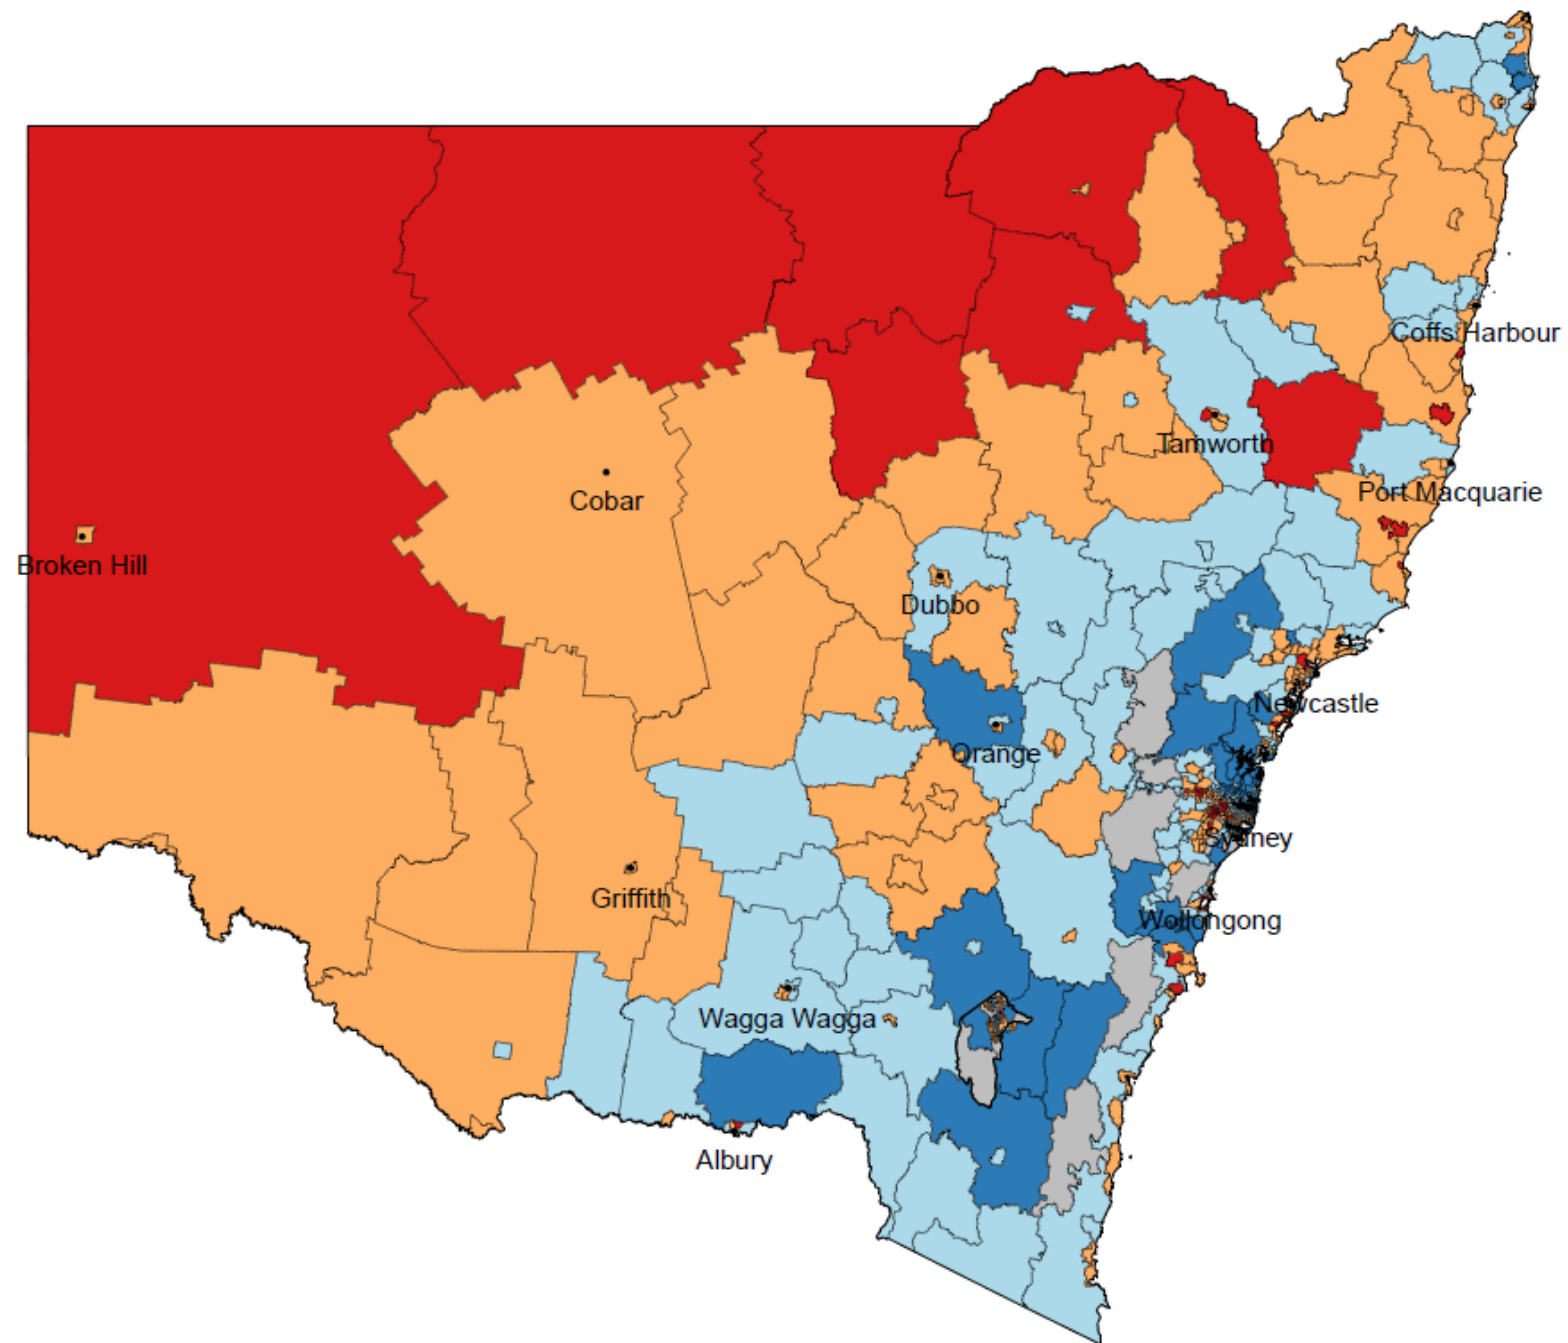 Coffs Harbour
Tamworth
Port Macquarie
Cobar
Broken Hill
Dubbo
Newcastle
Orange
Sydney
Griffith
Wollongong
Wagga Wagga
Albury